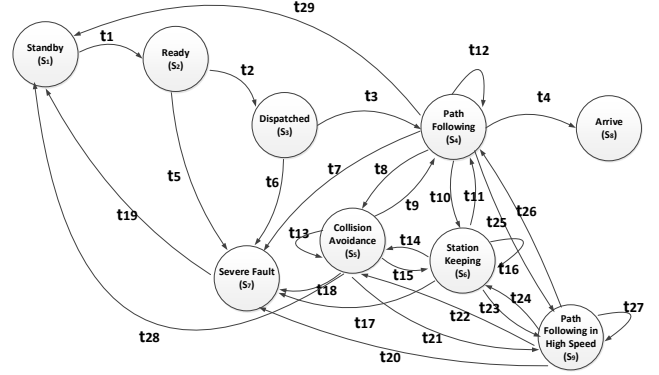 t29
Standby
(S₁)
t1
Ready
(S₂)
t12
t2
Dispatched
(S₃)
t3
Path
Following
(S₄)
t4
Arrive
(S₈)
t5
t6
t7
t8
t9
t10
t11
t25
t26
t19
t13
Collision
Avoidance
(S₅)
t14
t15
Station
Keeping
(S₆)
t16
Severe Fault
(S₇)
t18
t17
t22
t23
t24
t27
Path
Following in
High Speed
(S₉)
t28
t21
t20